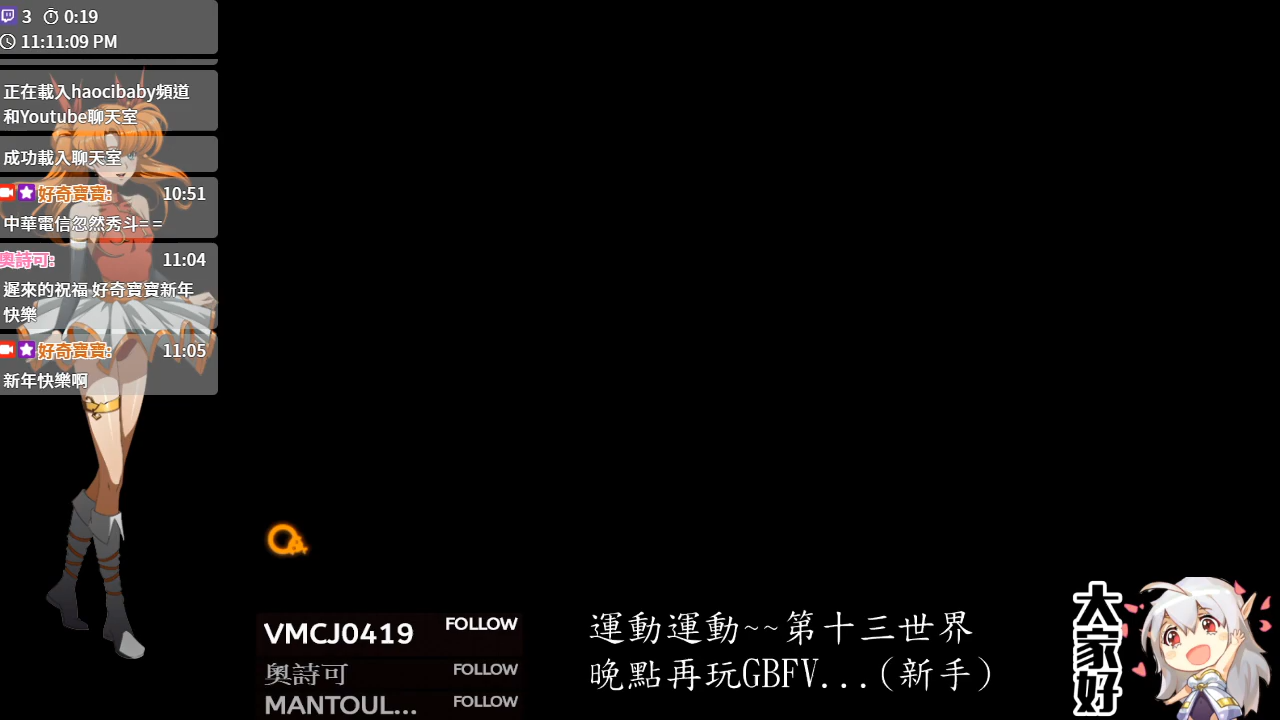 3 0:19
11:11:09 PM
正在載入haocibaby頻道
和Youtube聊天室
成功載入聊天室
好奇寶寶: 10:51
中華電信忽然秀斗= =
奧詩可: 11:04
遲來的祝福 好奇寶寶新年
快樂
好奇寶寶: 11:05
新年快樂啊
VMCJ0419 FOLLOW
奧詩可 FOLLOW
MANTOUL... FOLLOW
運動運動~~第十三世界
晚點再玩GBFV...(新手)
大家好